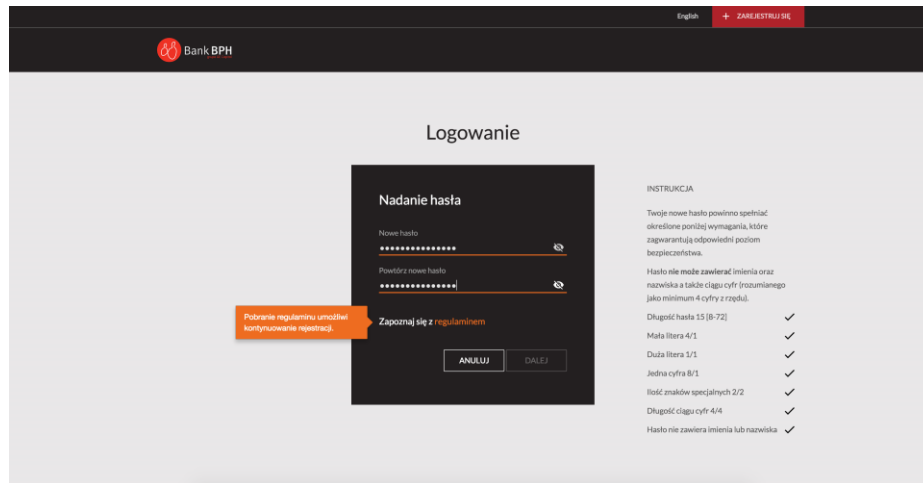 English
+ ZAREJESTRUJ SIĘ
Bank BPH
Logowanie
Nadanie hasła
Nowe hasło
•••••••••••••••
Powtórz nowe hasło
•••••••••••••••
Pobranie regulaminu umożliwi
kontynuowanie rejestracji.
Zapoznaj się z regulaminem
ANULUJ
DALEJ
INSTRUKCJA
Twoje nowe hasło powinno spełniać
określone poniżej wymagania, które
zagwarantują odpowiedni poziom
bezpieczeństwa.
Hasło nie może zawierać imienia oraz
nazwiska a także ciągu cyfr (rozumianego
jako minimum 4 cyfry z rzędu).
Długość hasła 15 [8-72]
Mała litera 4/1
Duża litera 1/1
Jedna cyfra 8/1
Ilość znaków specjalnych 2/2
Długość ciągu cyfr 4/4
Hasło nie zawiera imienia lub nazwiska